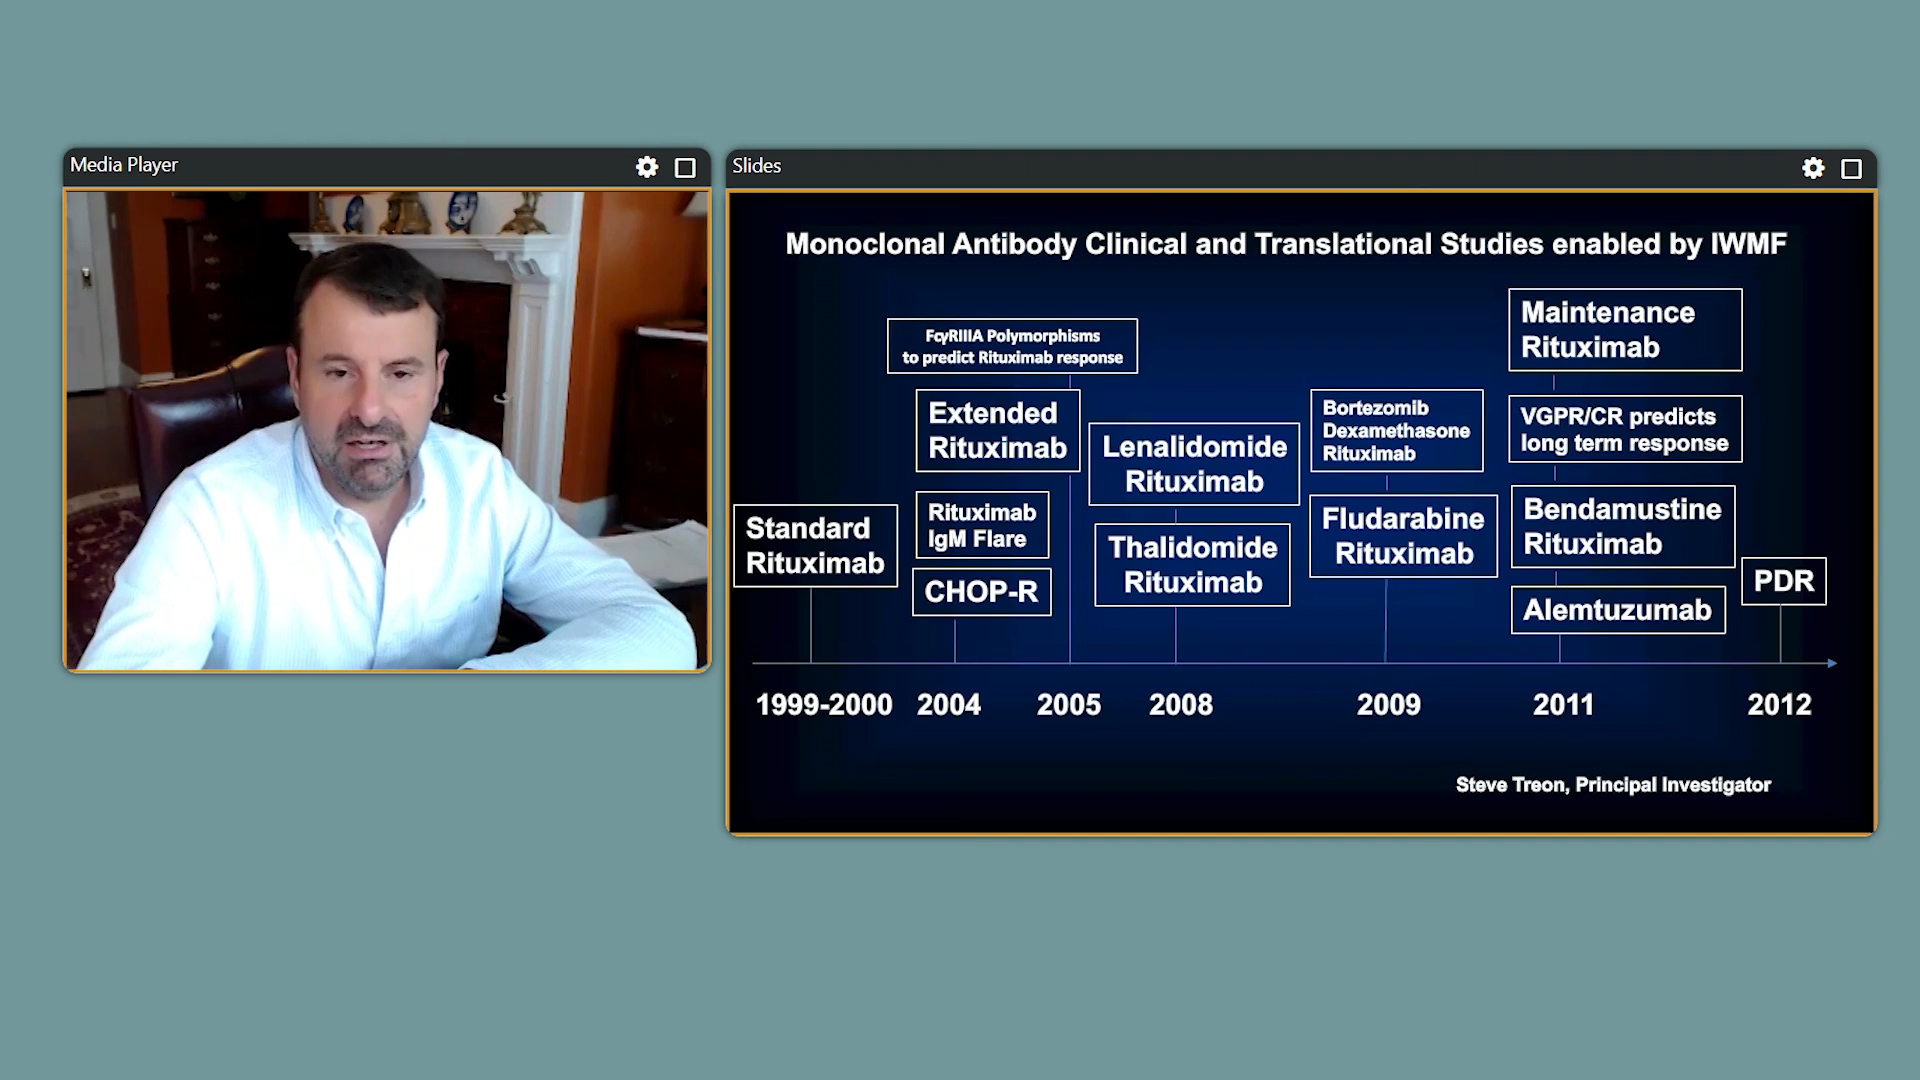 Media Player
Slides
Monoclonal Antibody Clinical and Translational Studies enabled by IWMF
FcγRIIIA Polymorphisms
to predict Rituximab response
Extended
Rituximab
Rituximab
IgM Flare
CHOP-R
Standard
Rituximab
Lenalidomide
Rituximab
Thalidomide
Rituximab
Bortezomib
Dexamethasone
Rituximab
Fludarabine
Rituximab
Maintenance
Rituximab
VGPR/CR predicts
long term response
Bendamustine
Rituximab
Alemtuzumab
PDR
1999-2000 2004 2005 2008 2009 2011 2012
Steve Treon, Principal Investigator